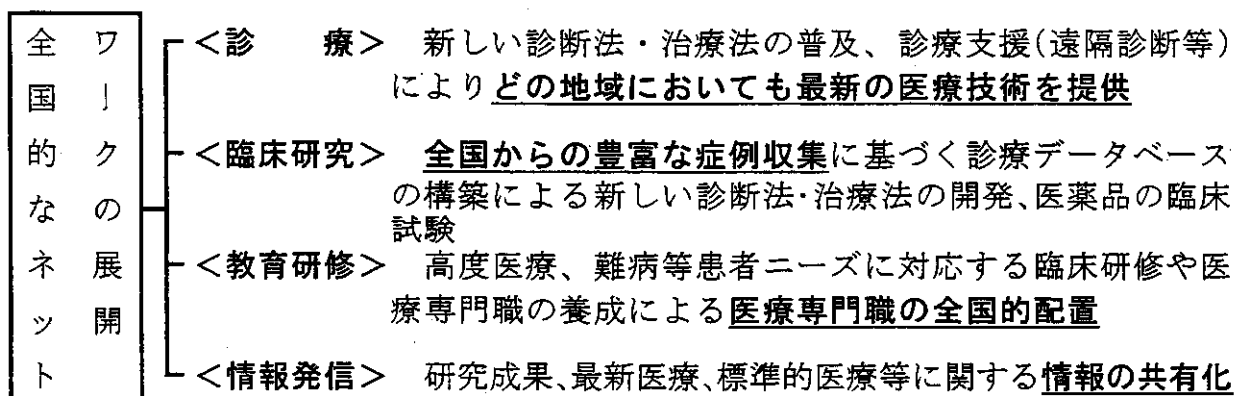 全国的なネット
ワークの展開
＜診　　療＞　新しい診断法・治療法の普及、診療支援(遠隔診断等)
によりどの地域においても最新の医療技術を提供
＜臨床研究＞　全国からの豊富な症例収集に基づく診療データベース
の構築による新しい診断法・治療法の開発、医薬品の臨床
試験
＜教育研修＞　高度医療、難病等患者ニーズに対応する臨床研修や医
療専門職の養成による医療専門職の全国的配置
＜情報発信＞　研究成果、最新医療、標準的医療等に関する情報の共有化